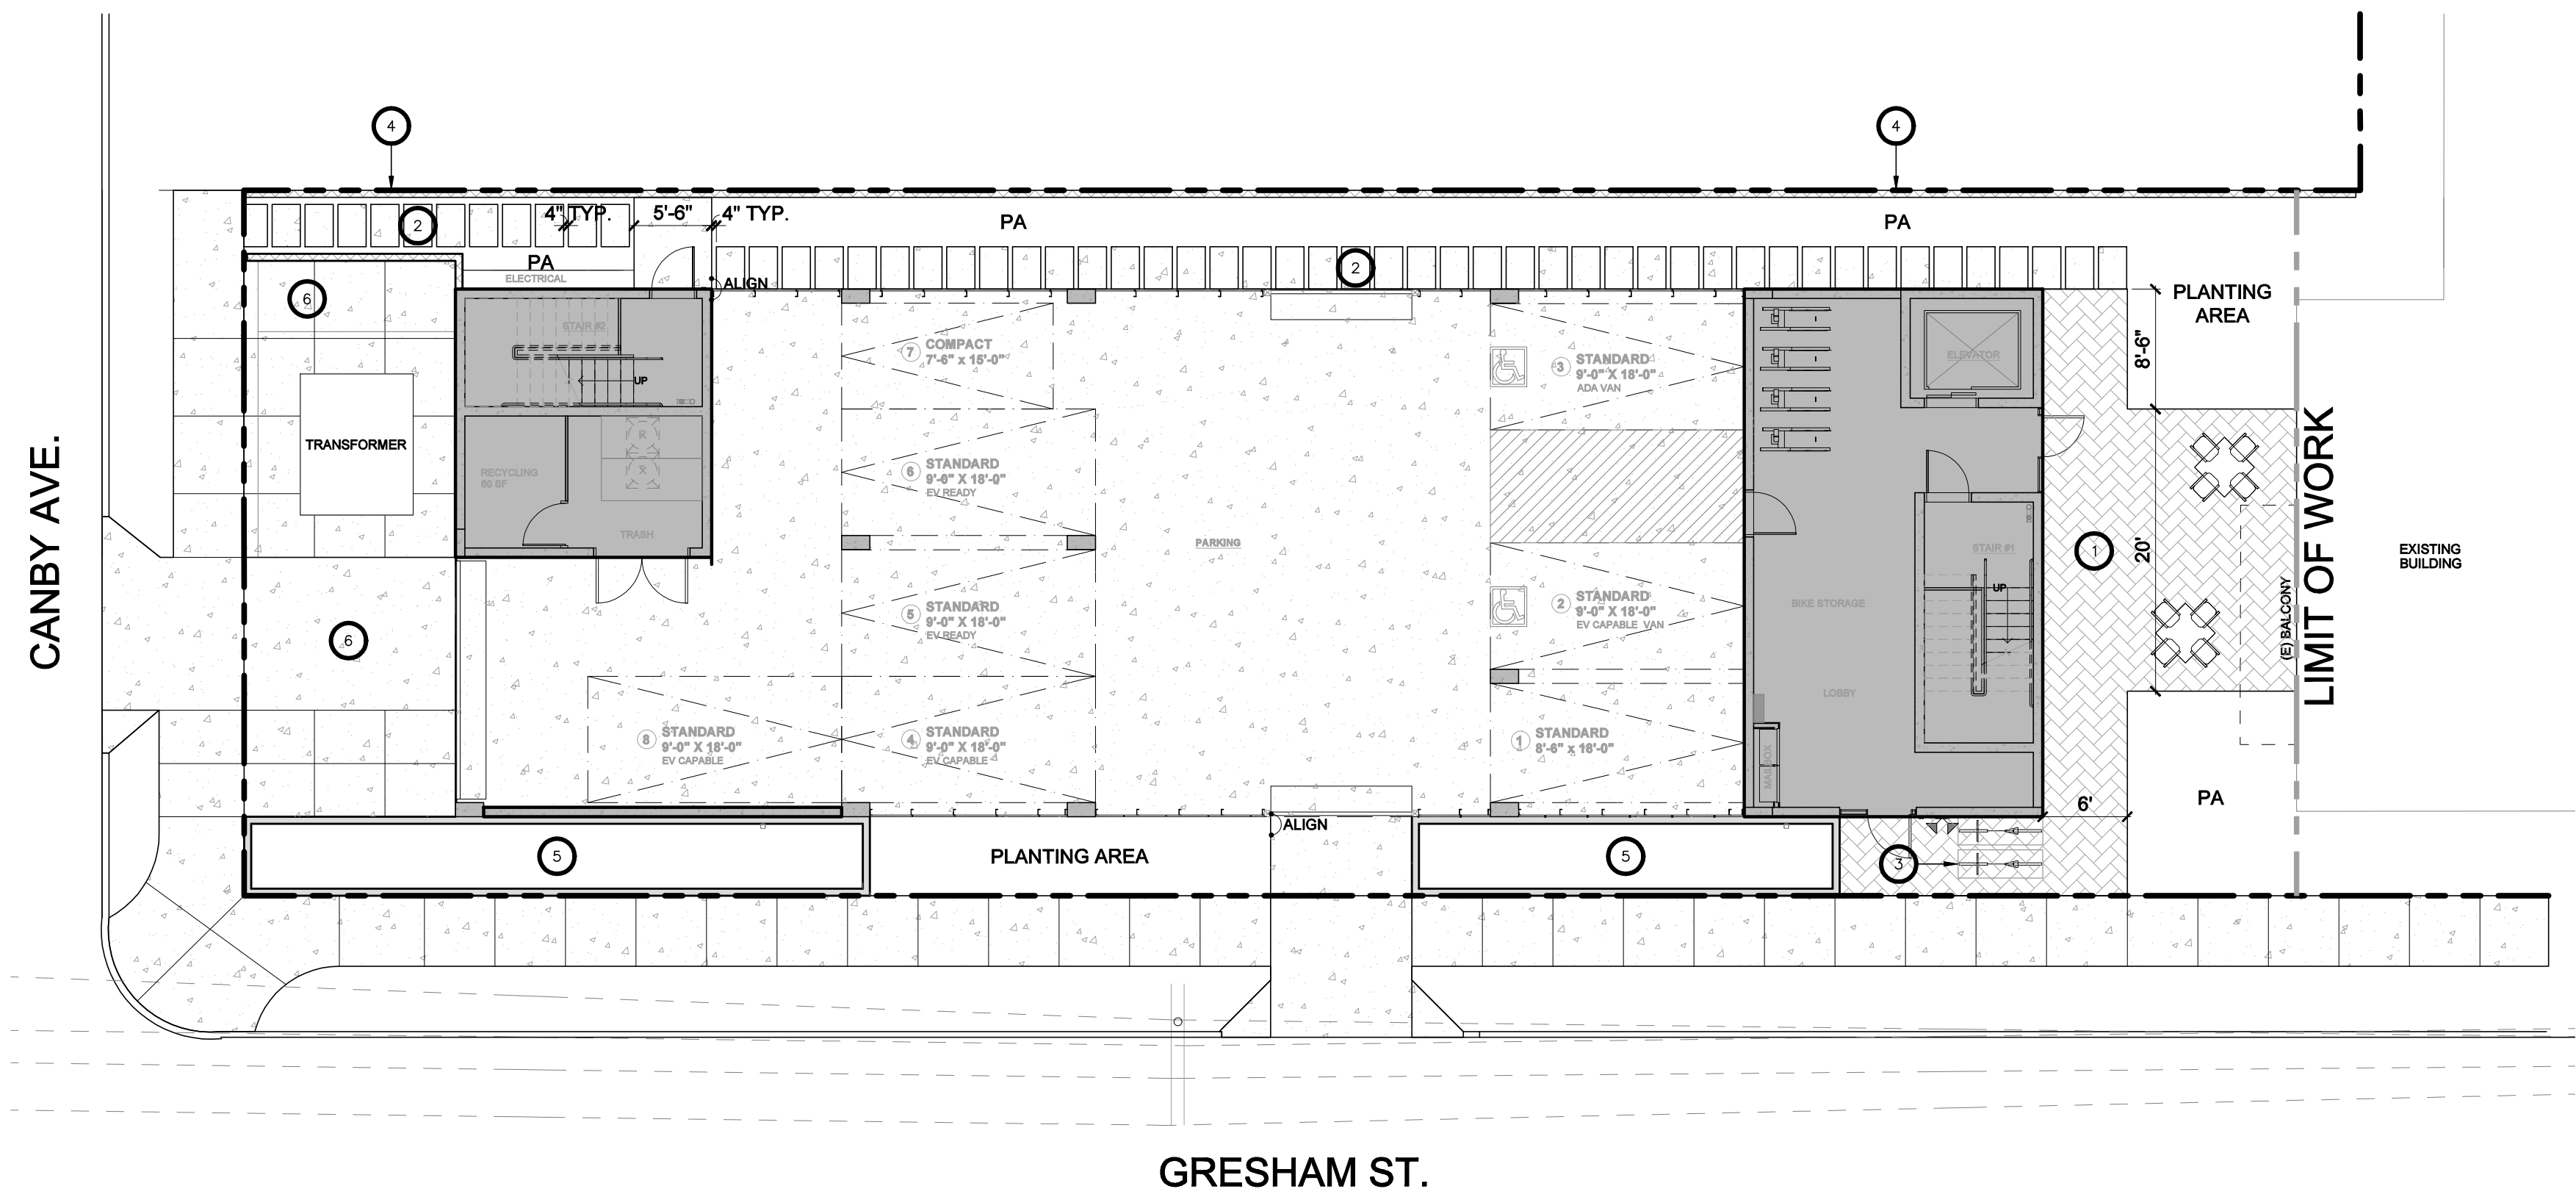 4
4
2
4" TYP.
5'-6"
4" TYP.
PA
PA
PA
ELECTRICAL
2
ALIGN
6
PLANTING
AREA
8'-6"
STAIR #2
UP
7
COMPACT
7'-6" x 15'-0"
3
STANDARD
9'-0" X 18'-0"
ADA VAN
ELEVATOR
CANBY AVE.
TRANSFORMER
RECYCLING
60 SF
R
R
TRASH
6
STANDARD
9'-6" X 18'-0"
EV READY
PARKING
STAIR #1
UP
1
20'
LIMIT OF WORK
EXISTING
BUILDING
(E) BALCONY
6
5
STANDARD
9'-0" X 18'-0"
EV READY
2
STANDARD
9'-0" X 18'-0"
EV CAPABLE VAN
BIKE STORAGE
LOBBY
8
STANDARD
9'-0" X 18'-0"
EV CAPABLE
4
STANDARD
9'-0" X 18'-0"
EV CAPABLE
1
STANDARD
8'-6" x 18'-0"
MAILBOX
6'
PA
ALIGN
5
PLANTING AREA
5
3
GRESHAM ST.